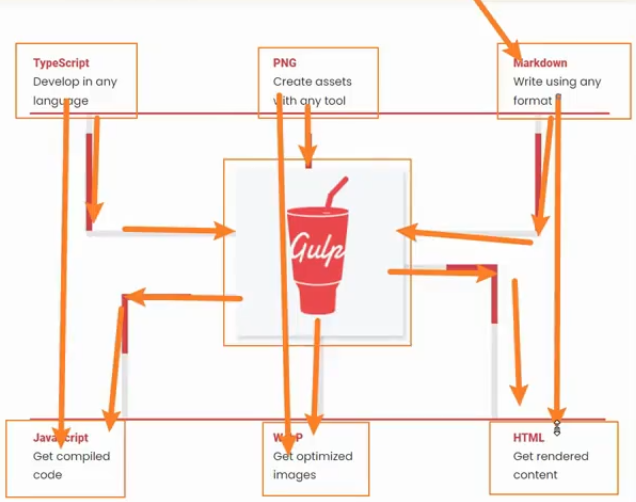 TypeScript
Develop in any
language
PNG
Create assets
with any tool
Markdown
Write using any
format
Gulp
JavaScript
Get compiled
code
WebP
Get optimized
images
HTML
Get rendered
content